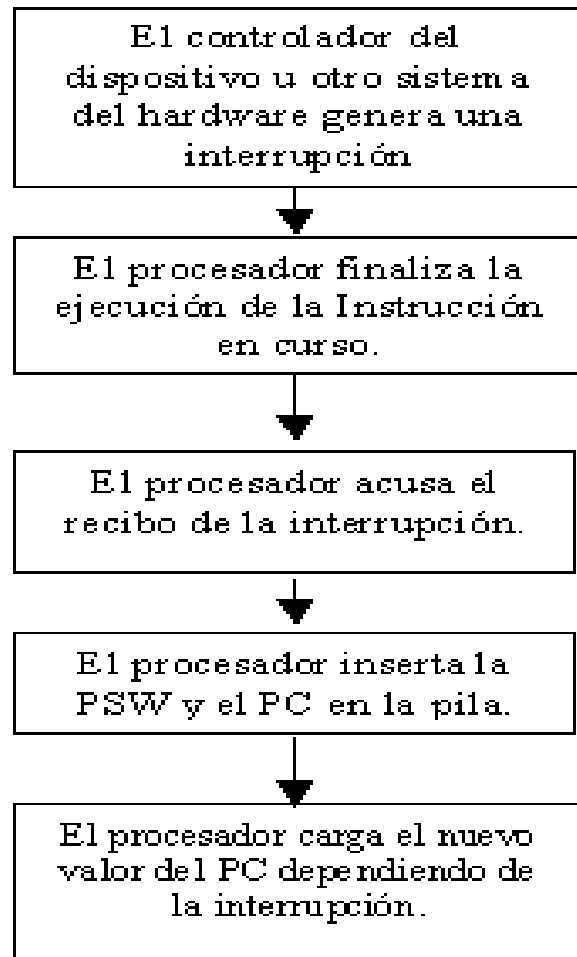 El controlador del
dispositivo u otro sistema
del hardware genera una
interrupción
El procesador finaliza la
ejecución de la Instrucción
en curso.
El procesador acusa el
recibo de la interrupción.
El procesador inserta la
PSW y el PC en la pila.
El procesador carga el nuevo
valor del PC dependiendo de
la interrupción.